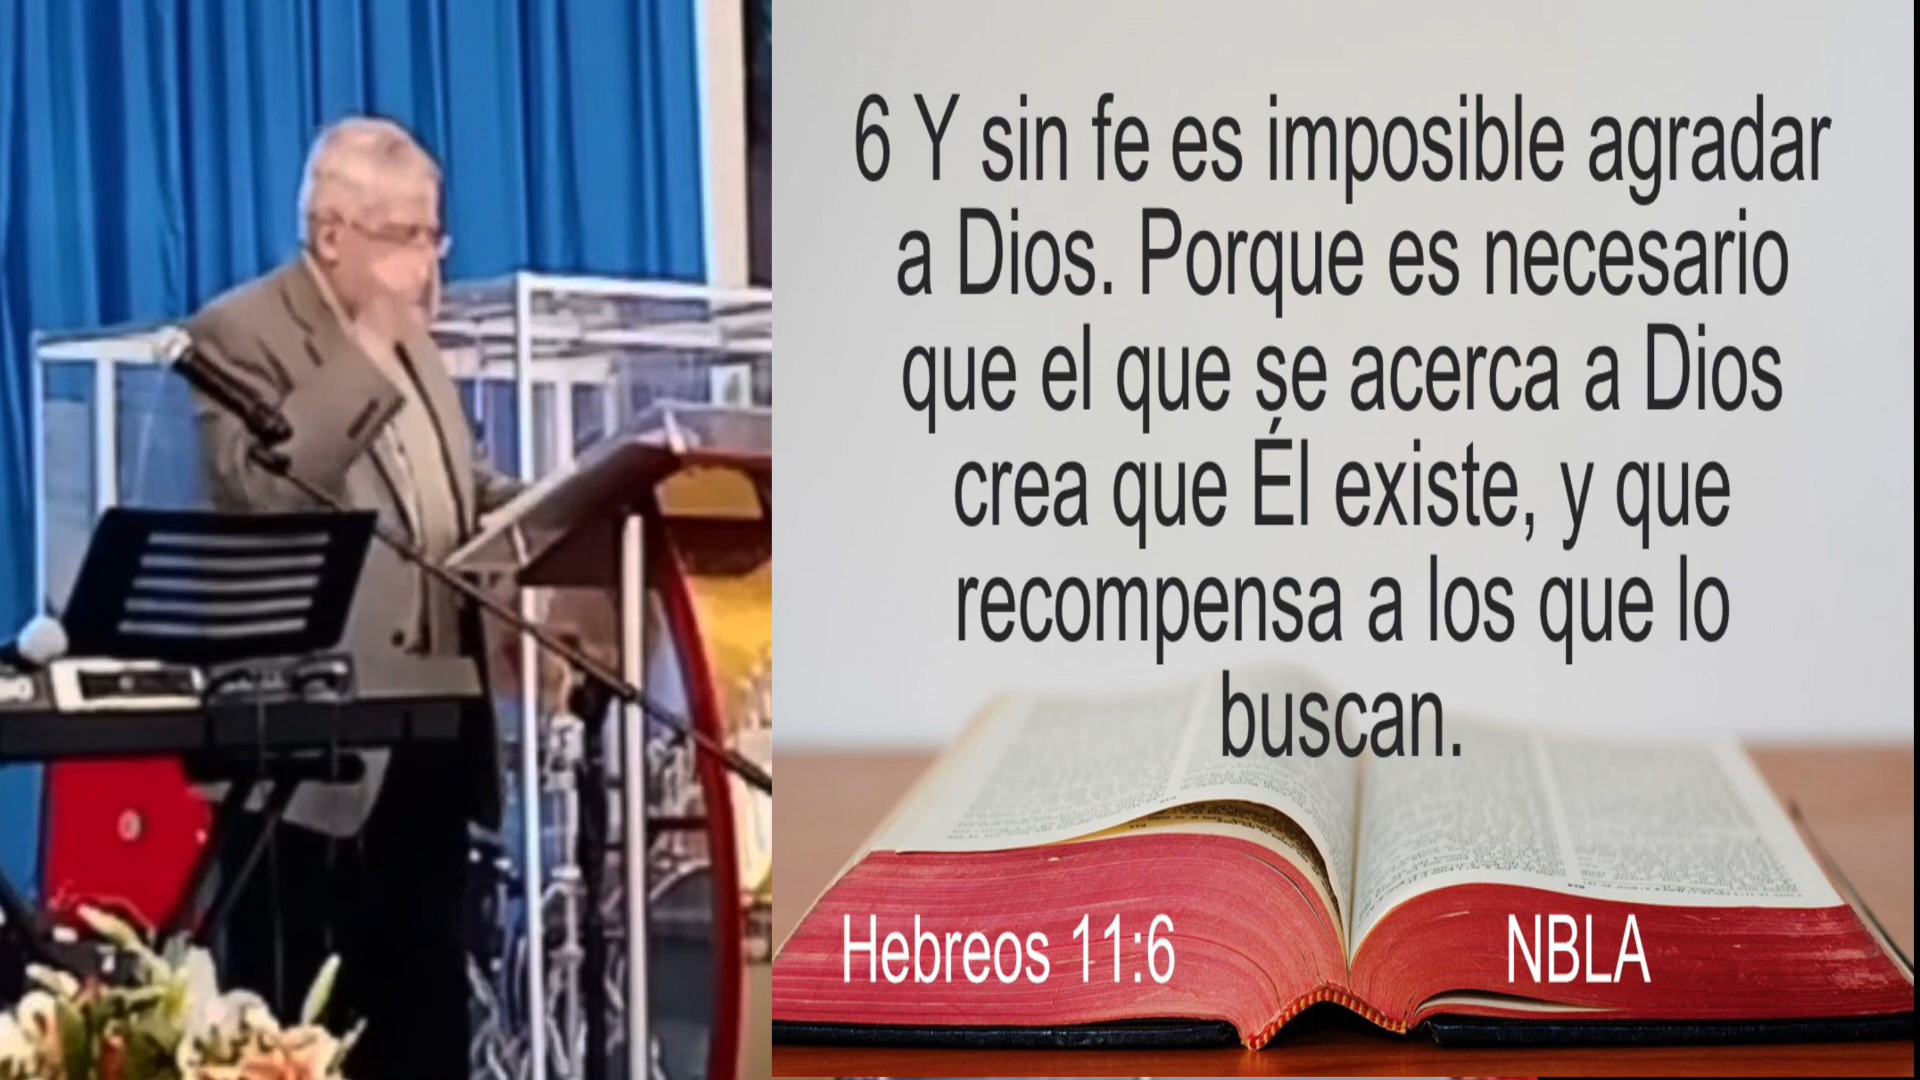 6 Y sin fe es imposible agradar
a Dios. Porque es necesario
que el que se acerca a Dios
crea que Él existe, y que
recompensa a los que lo
buscan.
Hebreos 11:6 NBLA